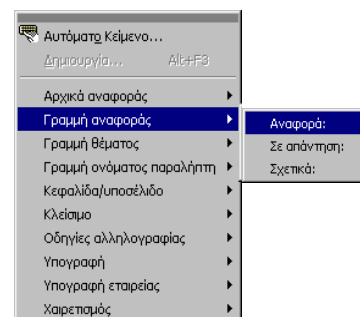 Αυτόματο Κείμενο...
Δημιουργία... Alt+F3
Αρχικά αναφοράς
Γραμμή αναφοράς
Αναφορά:
Γραμμή θέματος
Σε απάντηση:
Γραμμή ονόματος παραλήπτη
Σχετικά:
Κεφαλίδα/υποσέλιδο
Κλείσιμο
Οδηγίες αλληλογραφίας
Υπογραφή
Υπογραφή εταιρείας
Χαιρετισμός